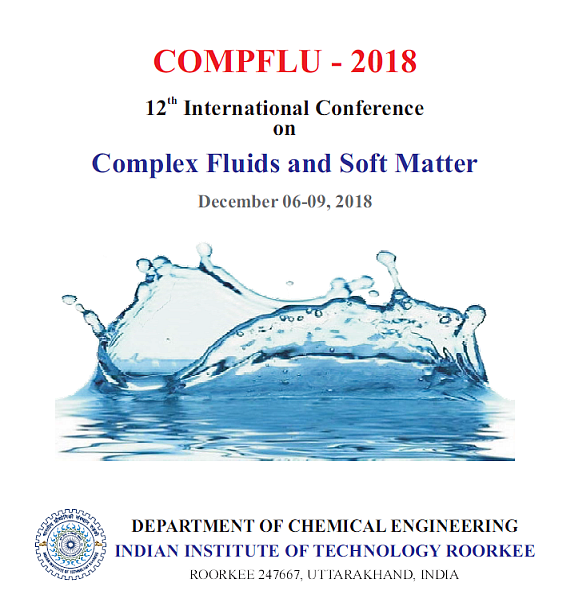 COMPFLU - 2018
12th International Conference
on
Complex Fluids and Soft Matter
December 06-09, 2018
DEPARTMENT OF CHEMICAL ENGINEERING
INDIAN INSTITUTE OF TECHNOLOGY ROORKEE
ROORKEE 247667, UTTARAKHAND, INDIA